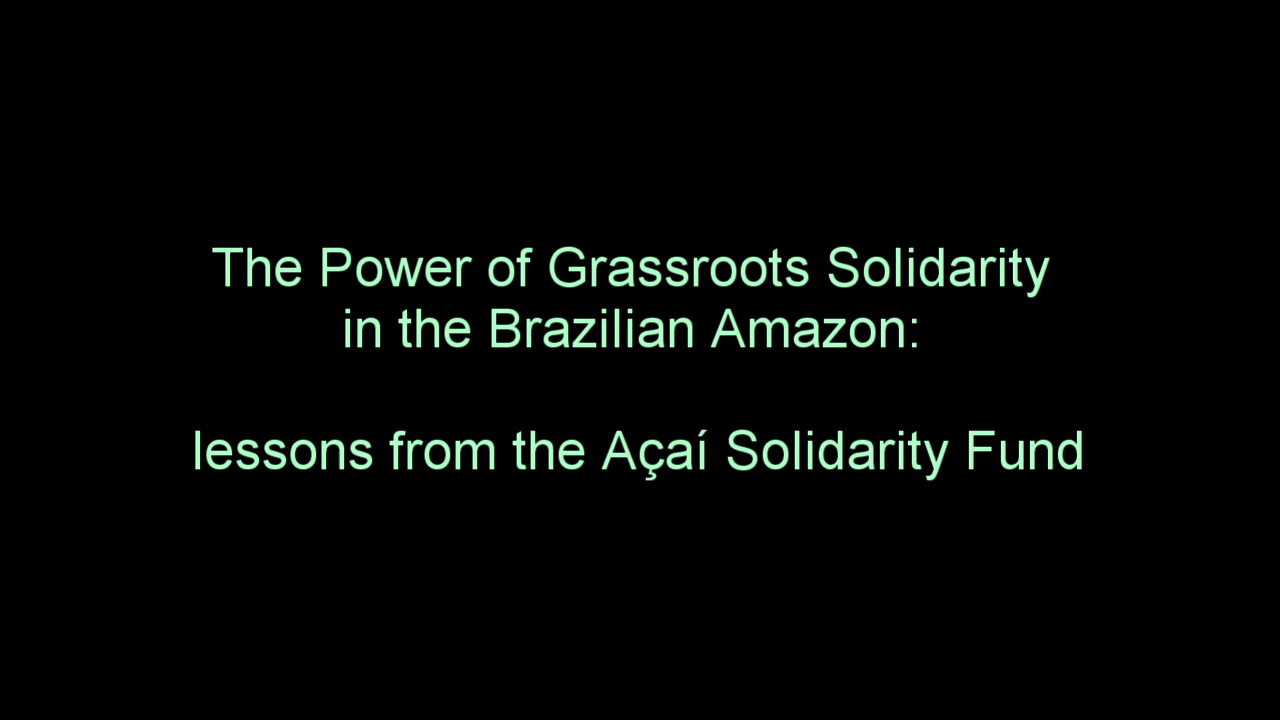 The Power of Grassroots Solidarity
in the Brazilian Amazon:
lessons from the Açaí Solidarity Fund